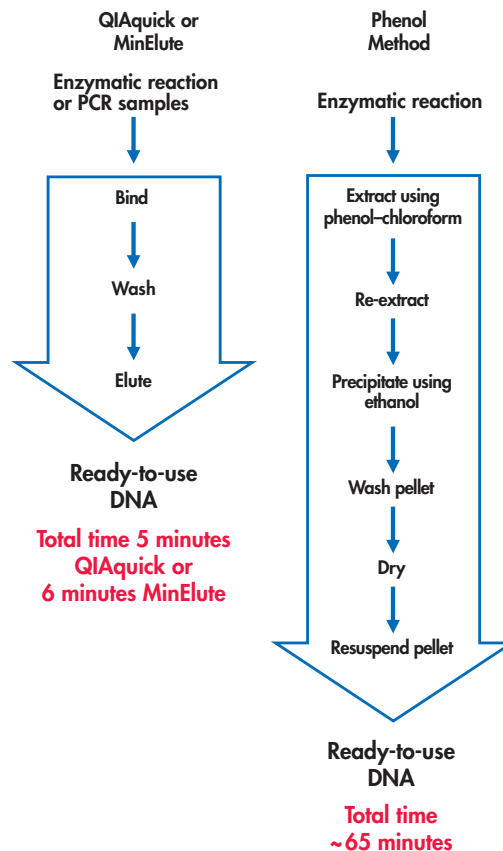 QIAquick or
MinElute
Enzymatic reaction
or PCR samples
Bind
Wash
Elute
Ready-to-use
DNA
Total time 5 minutes
QIAquick or
6 minutes MinElute
Phenol
Method
Enzymatic reaction
Extract using
phenol–chloroform
Re-extract
Precipitate using
ethanol
Wash pellet
Dry
Resuspend pellet
Ready-to-use
DNA
Total time
~65 minutes